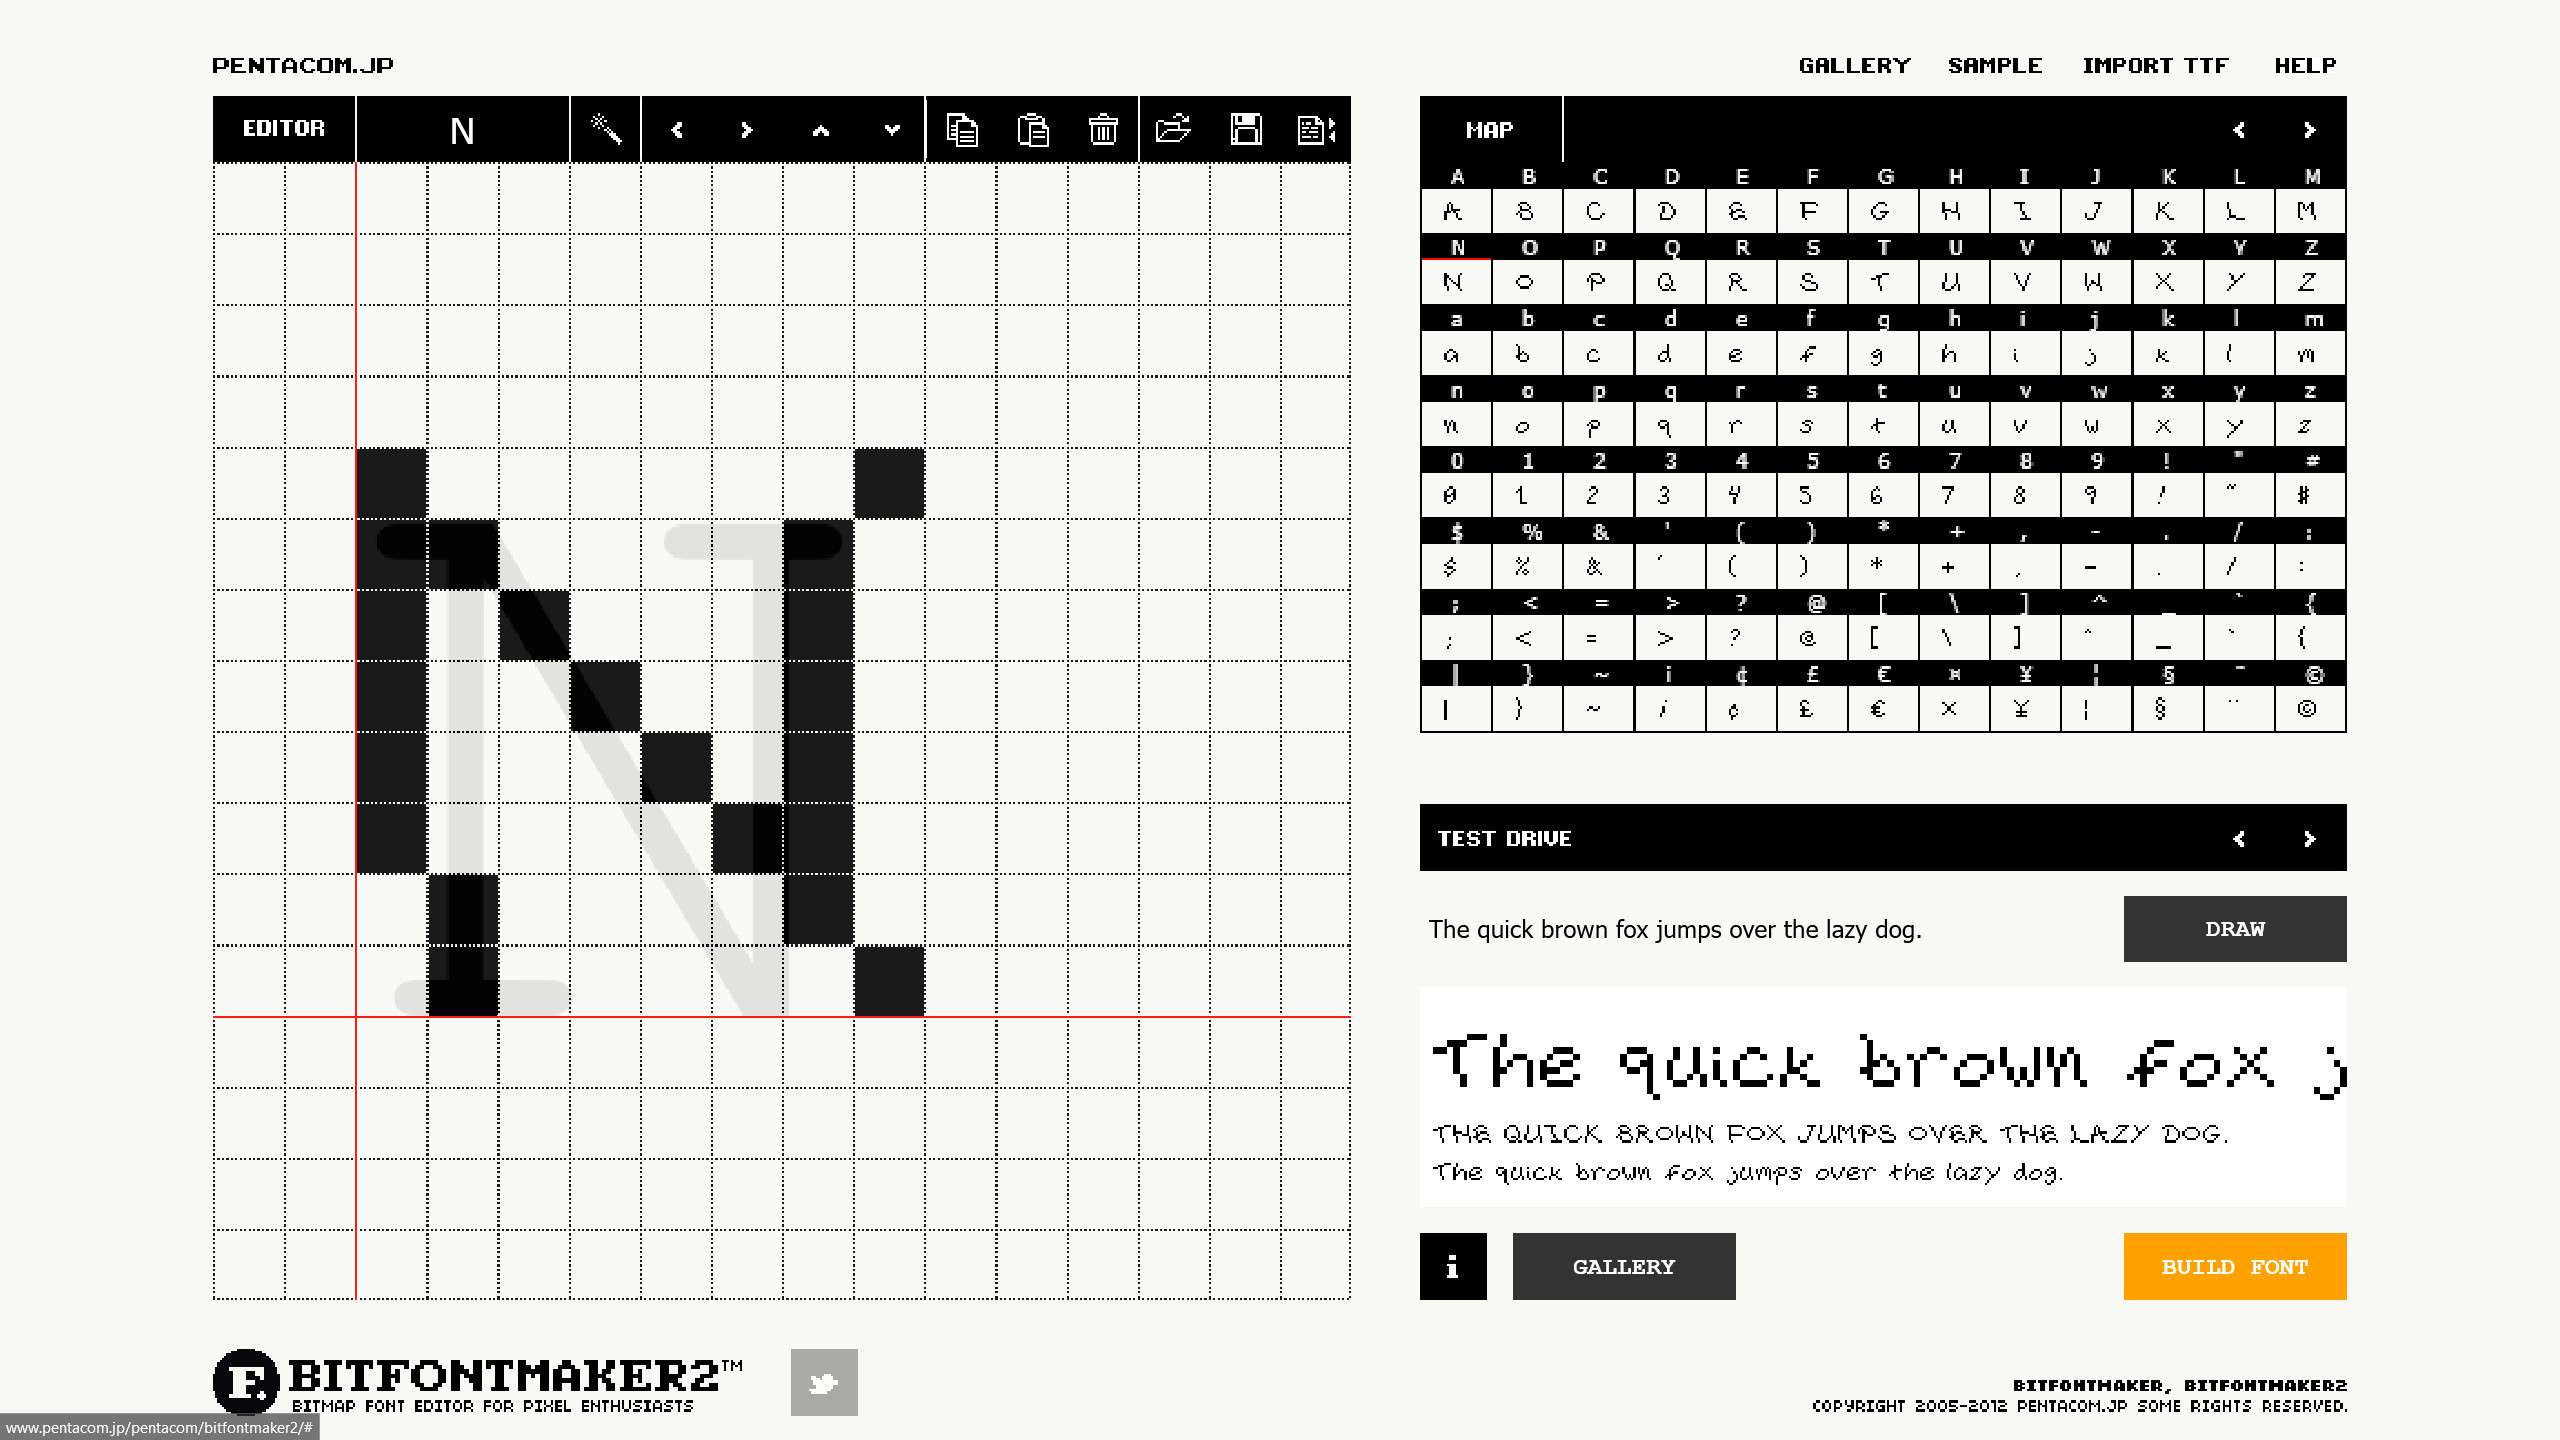 PENTACOM.JP
GALLERY SAMPLE IMPORT TTF HELP
EDITOR N
MAP
A B C D E F G H I J K L M
A B C D E F G H I J K L M
N O P Q R S T U V W X Y Z
N O P Q R S T U V W X Y Z
a b c d e f g h i j k l m
a b c d e f g h i j k l m
n o p q r s t u v w x y z
n o p q r s t u v w x y z
0 1 2 3 4 5 6 7 8 9 ! " #
0 1 2 3 4 5 6 7 8 9 ! " #
$ % & ' ( ) * + , - . / :
$ % & ' ( ) * + , - . / :
; < = > ? @ [ \ ] ^ _ ` {
; < = > ? @ [ \ ] ^ _ ` {
| } ~ i ¢ £ € ¤ ¥ ¦ § ¨ ©
| } ~ i ¢ £ € × ¥ ¦ § ¨ ©
N
TEST DRIVE
The quick brown fox jumps over the lazy dog.
DRAW
The quick brown fox j
THE QUICK BROWN FOX JUMPS OVER THE LAZY DOG.
The quick brown fox jumps over the lazy dog.
i GALLERY BUILD FONT
F. BITFONTMAKER2™
BITMAP FONT EDITOR FOR PIXEL ENTHUSIASTS
BITFONTMAKER, BITFONTMAKER2
COPYRIGHT 2005-2012 PENTACOM.JP SOME RIGHTS RESERVED.
www.pentacom.jp/pentacom/bitfontmaker2/#